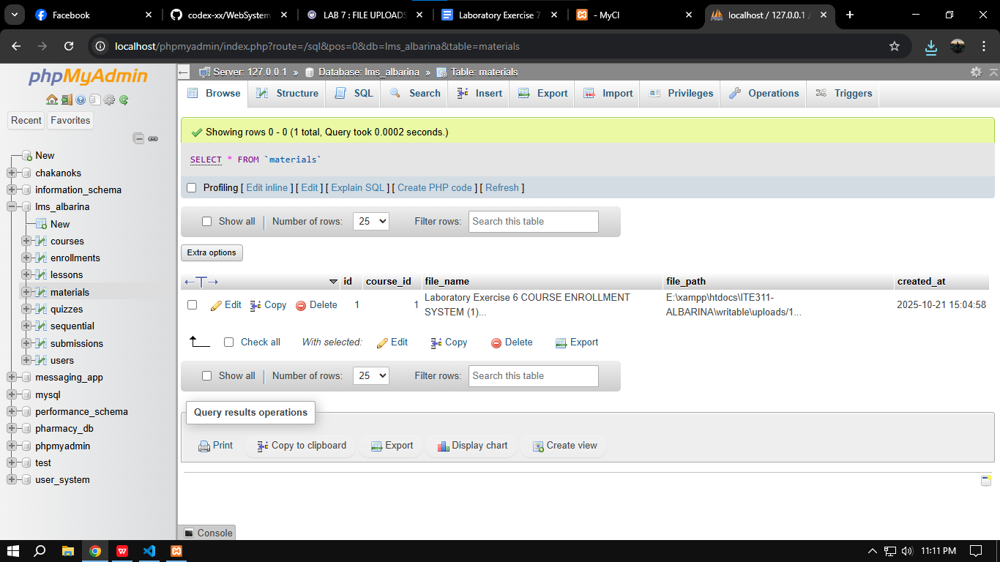 Facebook
codex-xx/WebSystem
LAB 7 : FILE UPLOADS
Laboratory Exercise 7
- MyCI
localhost / 127.0.0.1 /
localhost/phpmyadmin/index.php?route=/sql&pos=0&db=lms_albarina&table=materials
phpMyAdmin
Recent
Favorites
New
chakanoks
information_schema
lms_albarina
New
courses
enrollments
lessons
materials
quizzes
sequential
submissions
users
messaging_app
mysql
performance_schema
pharmacy_db
phpmyadmin
test
user_system
Server: 127.0.0.1 » Database: lms_albarina » Table: materials
Browse Structure SQL Search Insert Export Import Privileges Operations Triggers
Showing rows 0 - 0 (1 total, Query took 0.0002 seconds.)
SELECT * FROM `materials`
Profiling [ Edit inline ] [ Edit ] [ Explain SQL ] [ Create PHP code ] [ Refresh ]
Show all Number of rows: 25 Filter rows: Search this table
Extra options
id course_id file_name file_path created_at
Edit Copy Delete 1 1 Laboratory Exercise 6 COURSE ENROLLMENT SYSTEM (1)... E:\xampp\htdocs\ITE311-ALBARINA\writable\uploads/1... 2025-10-21 15:04:58
Check all With selected: Edit Copy Delete Export
Show all Number of rows: 25 Filter rows: Search this table
Query results operations
Print Copy to clipboard Export Display chart Create view
Console
11:11 PM